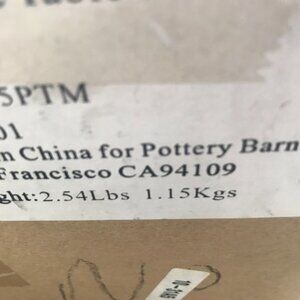 5PTM
01
n China for Pottery Barn
Francisco CA94109
ght:2.54Lbs 1.15Kgs